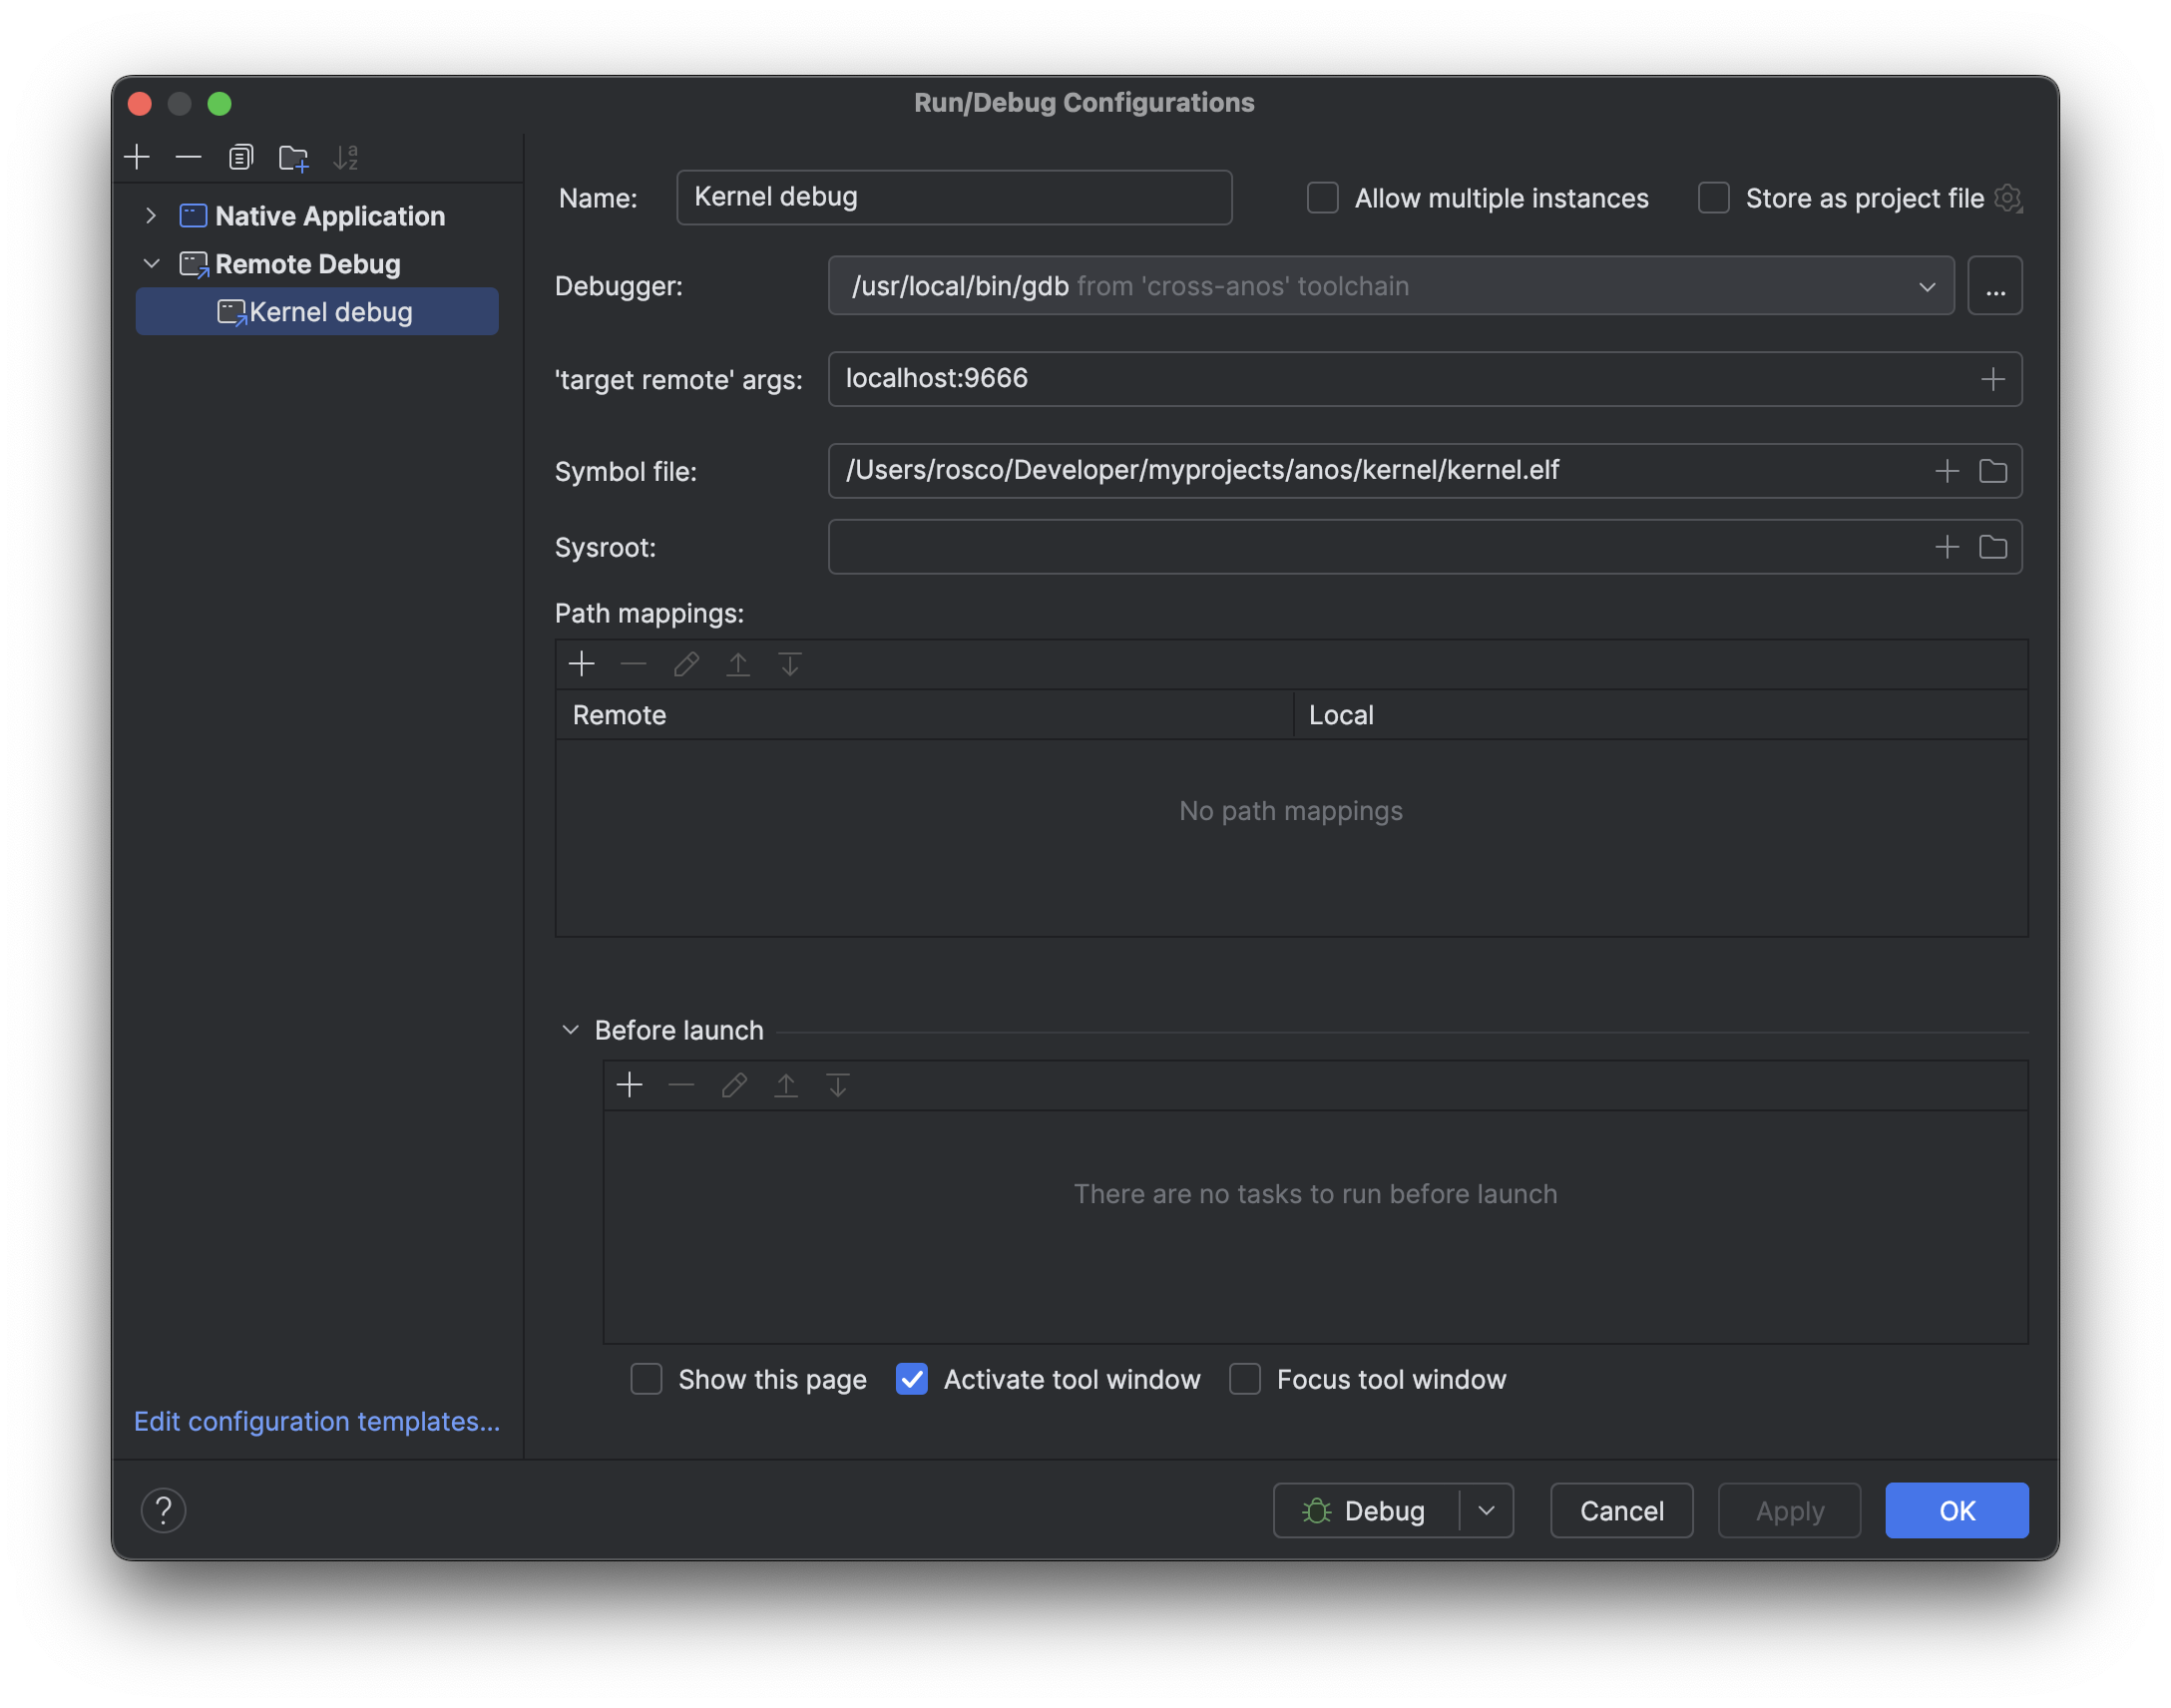 Run/Debug Configurations
Native Application
Remote Debug
Kernel debug
Edit configuration templates...
Name: Kernel debug Allow multiple instances Store as project file
Debugger: /usr/local/bin/gdb from 'cross-anos' toolchain ...
'target remote' args: localhost:9666
Symbol file: /Users/rosco/Developer/myprojects/anos/kernel/kernel.elf
Sysroot:
Path mappings:
Remote Local
No path mappings
Before launch
There are no tasks to run before launch
Show this page Activate tool window Focus tool window
? Debug Cancel Apply OK